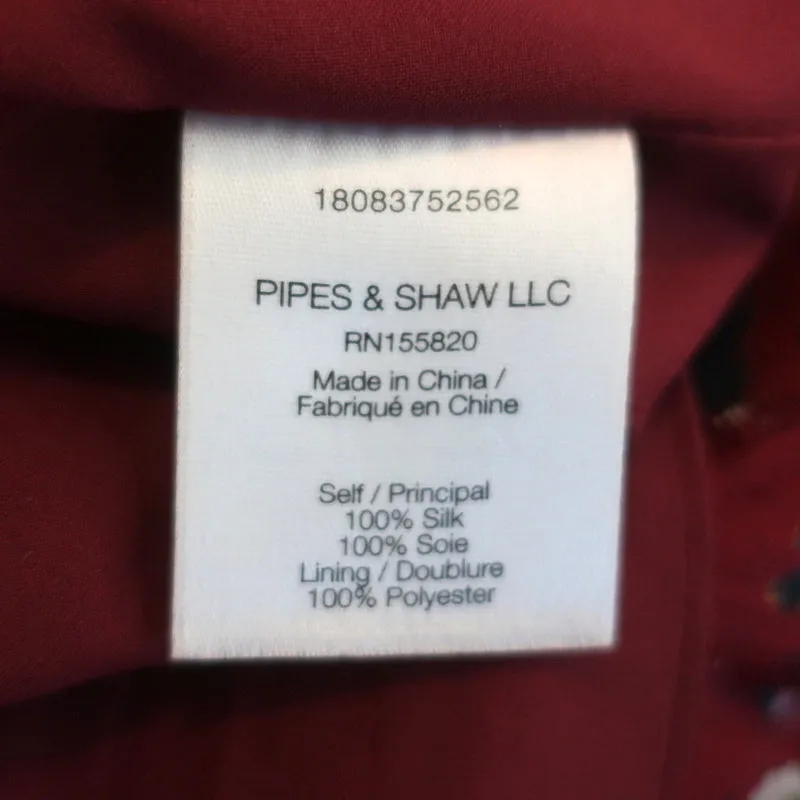 18083752562
PIPES & SHAW LLC
RN155820
Made in China /
Fabriqué en Chine
Self / Principal
100% Silk
100% Soie
Lining / Doublure
100% Polyester